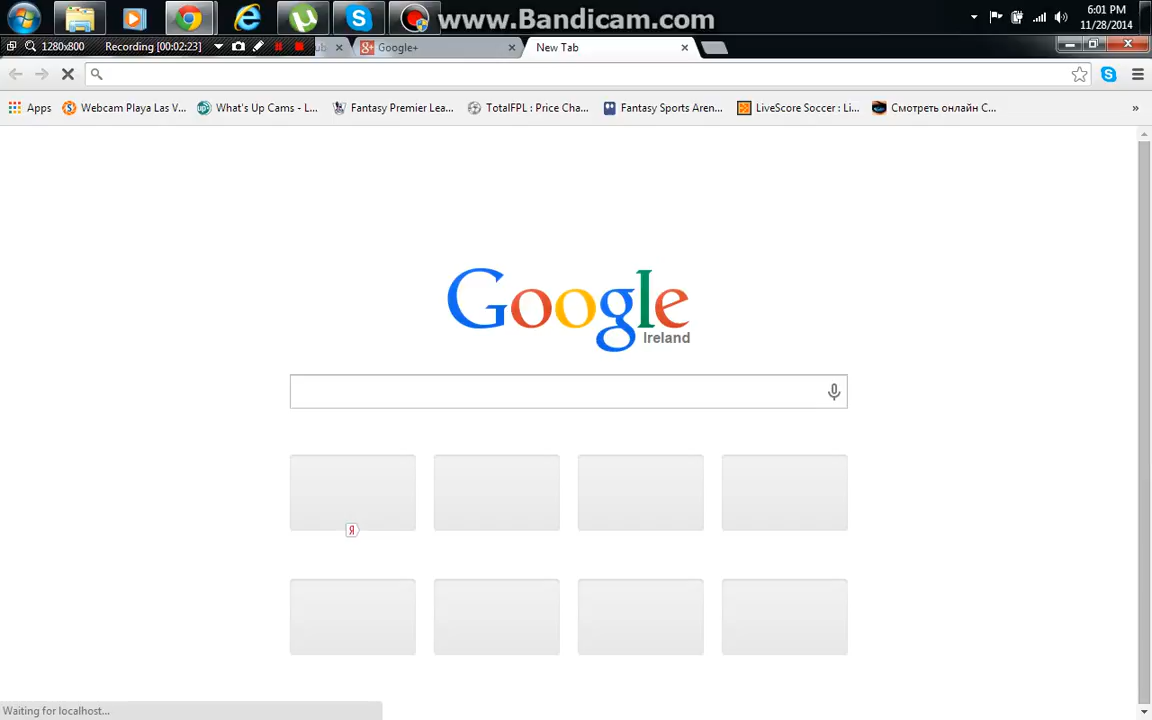 www.Bandicam.com
6:01 PM
11/28/2014
1280x800 Recording [00:02:23]
Google+
New Tab
Apps Webcam Playa Las V... What's Up Cams - L... Fantasy Premier Lea... TotalFPL : Price Cha... Fantasy Sports Aren... LiveScore Soccer : Li... Смотреть онлайн С... »
Google
Ireland
Я
Waiting for localhost...